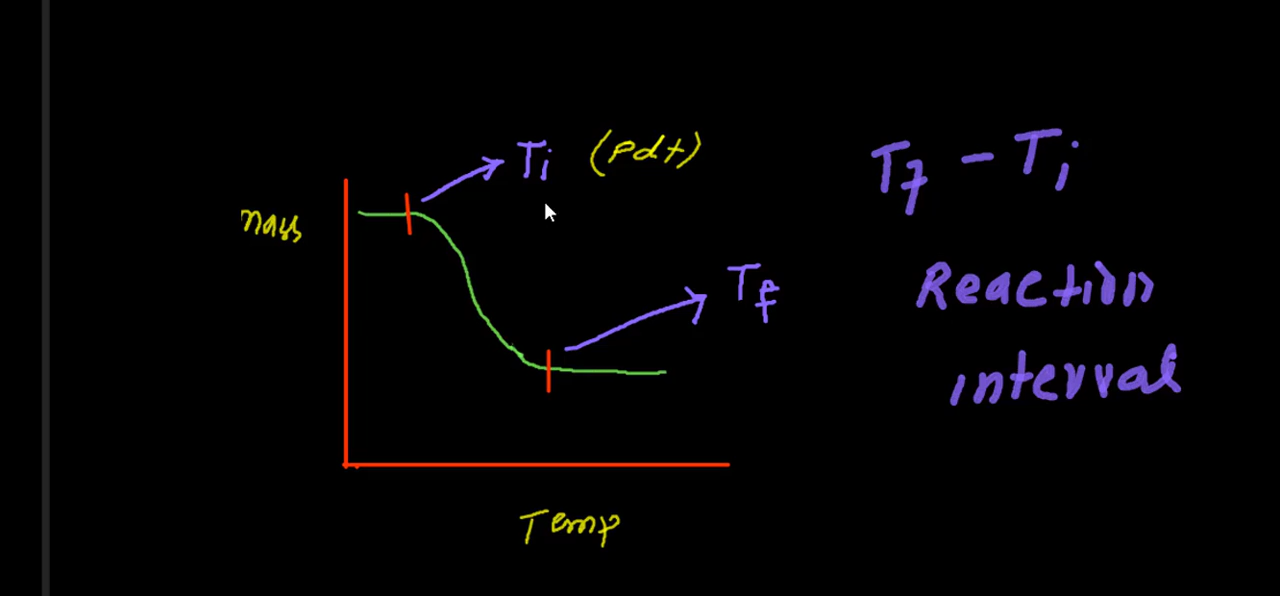 Ti (pdt)
Tf - Ti
mass
Tf
Reaction
interval
Temp